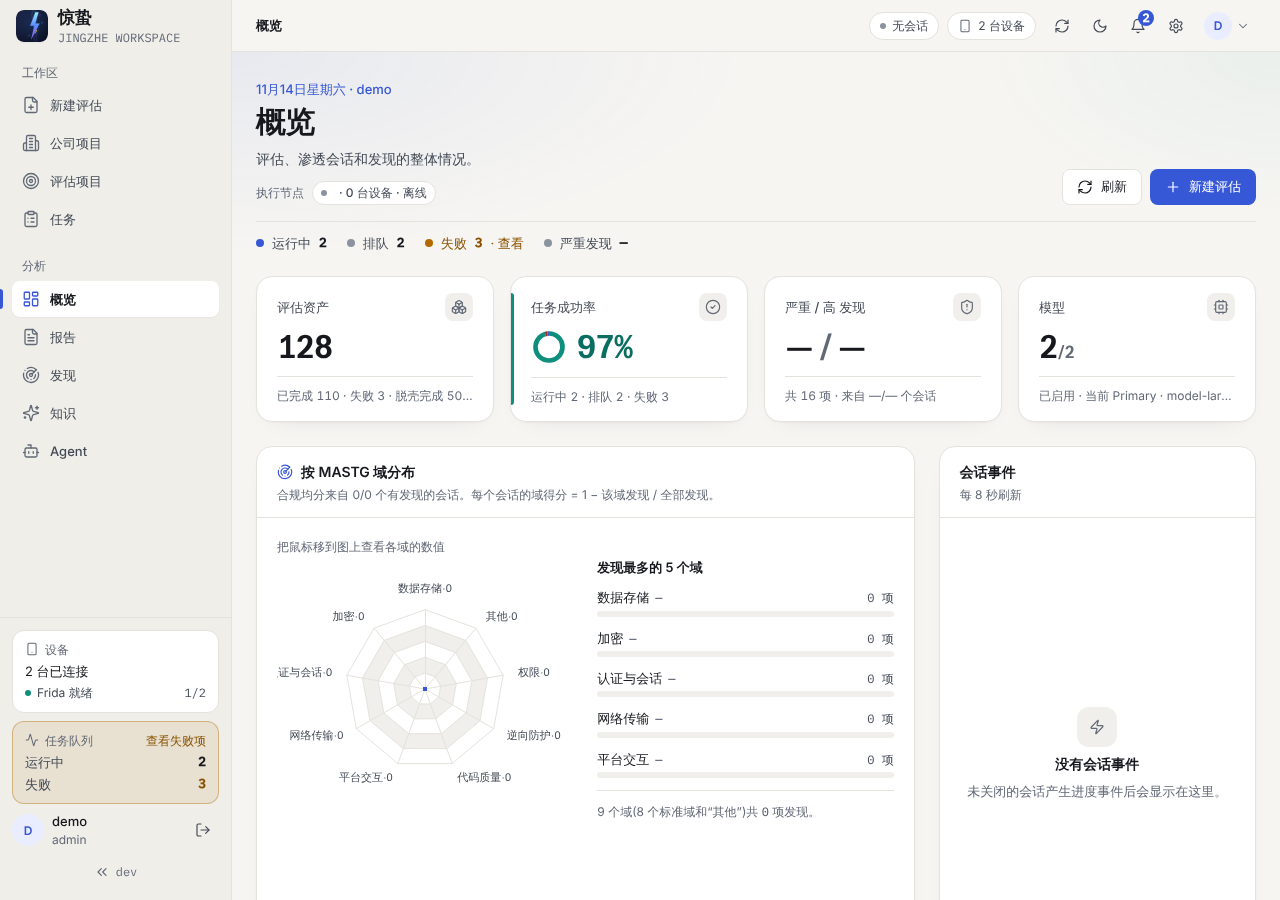 惊蛰
JINGZHE WORKSPACE
工作区
新建评估
公司项目
评估项目
任务
分析
概览
报告
发现
知识
Agent
设备
2 台已连接
Frida 就绪 1/2
任务队列 查看失败项
运行中 2
失败 3
D
demo
admin
dev
概览
无会话
2 台设备
2
D
11月14日星期六 · demo
概览
评估、渗透会话和发现的整体情况。
执行节点 · 0 台设备 · 离线
刷新
新建评估
运行中 2 排队 2 失败 3 · 查看 严重发现 —
评估资产
128
已完成 110 · 失败 3 · 脱壳完成 50...
任务成功率
97%
运行中 2 · 排队 2 · 失败 3
严重 / 高 发现
— / —
共 16 项 · 来自 —/— 个会话
模型
2/2
已启用 · 当前 Primary · model-lar...
按 MASTG 域分布
合规均分来自 0/0 个有发现的会话。每个会话的域得分 = 1 − 该域发现 / 全部发现。
把鼠标移到图上查看各域的数值
数据存储·0
加密·0
其他·0
证与会话·0
权限·0
网络传输·0
逆向防护·0
平台交互·0
代码质量·0
发现最多的 5 个域
数据存储 — 0 项
加密 — 0 项
认证与会话 — 0 项
网络传输 — 0 项
平台交互 — 0 项
9 个域(8 个标准域和“其他”)共 0 项发现。
会话事件
每 8 秒刷新
没有会话事件
未关闭的会话产生进度事件后会显示在这里。